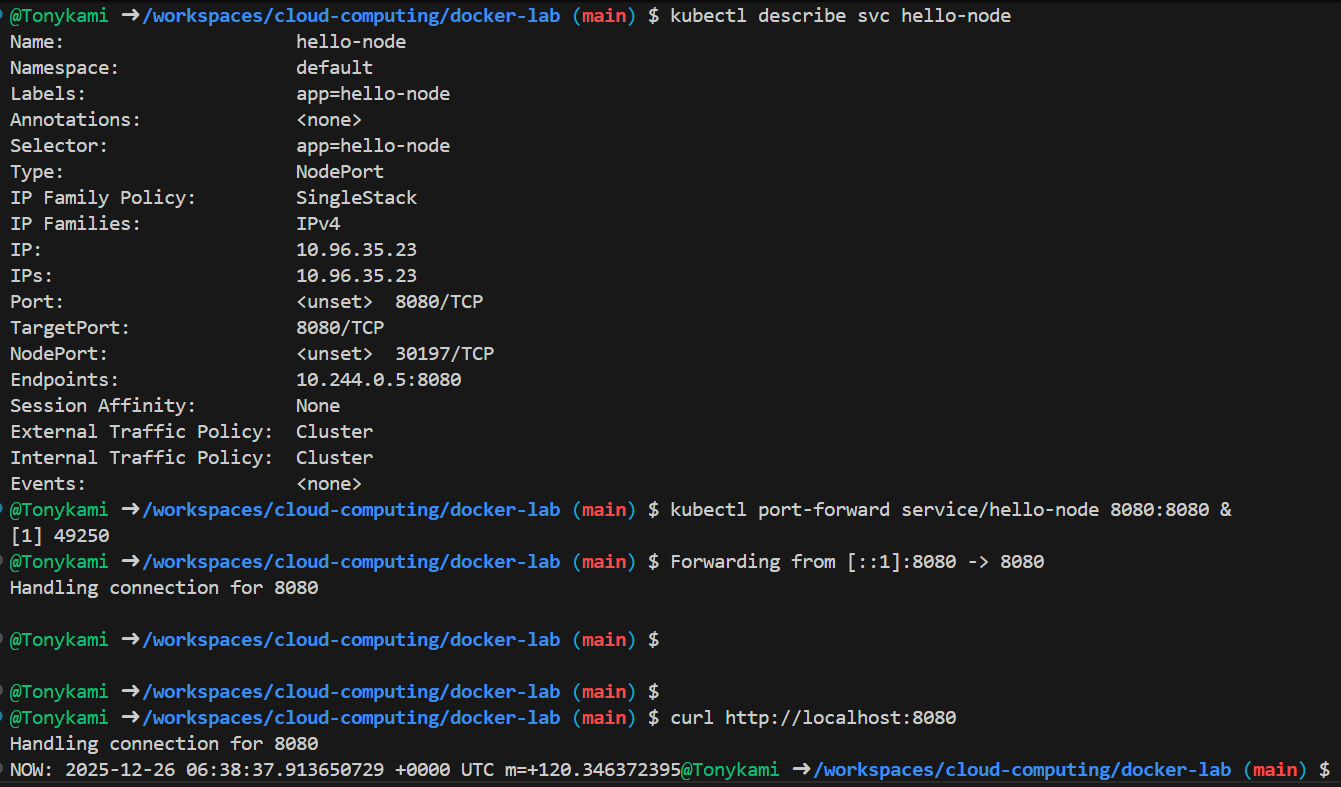 @Tonykami ➜/workspaces/cloud-computing/docker-lab (main) $ kubectl describe svc hello-node
Name:                     hello-node
Namespace:                default
Labels:                   app=hello-node
Annotations:              <none>
Selector:                 app=hello-node
Type:                     NodePort
IP Family Policy:         SingleStack
IP Families:              IPv4
IP:                       10.96.35.23
IPs:                      10.96.35.23
Port:                     <unset>  8080/TCP
TargetPort:               8080/TCP
NodePort:                 <unset>  30197/TCP
Endpoints:                10.244.0.5:8080
Session Affinity:         None
External Traffic Policy:  Cluster
Internal Traffic Policy:  Cluster
Events:                   <none>
@Tonykami ➜/workspaces/cloud-computing/docker-lab (main) $ kubectl port-forward service/hello-node 8080:8080 &
[1] 49250
@Tonykami ➜/workspaces/cloud-computing/docker-lab (main) $ Forwarding from [::1]:8080 -> 8080
Handling connection for 8080
@Tonykami ➜/workspaces/cloud-computing/docker-lab (main) $
@Tonykami ➜/workspaces/cloud-computing/docker-lab (main) $
@Tonykami ➜/workspaces/cloud-computing/docker-lab (main) $ curl http://localhost:8080
Handling connection for 8080
NOW: 2025-12-26 06:38:37.913650729 +0000 UTC m=+120.346372395@Tonykami ➜/workspaces/cloud-computing/docker-lab (main) $